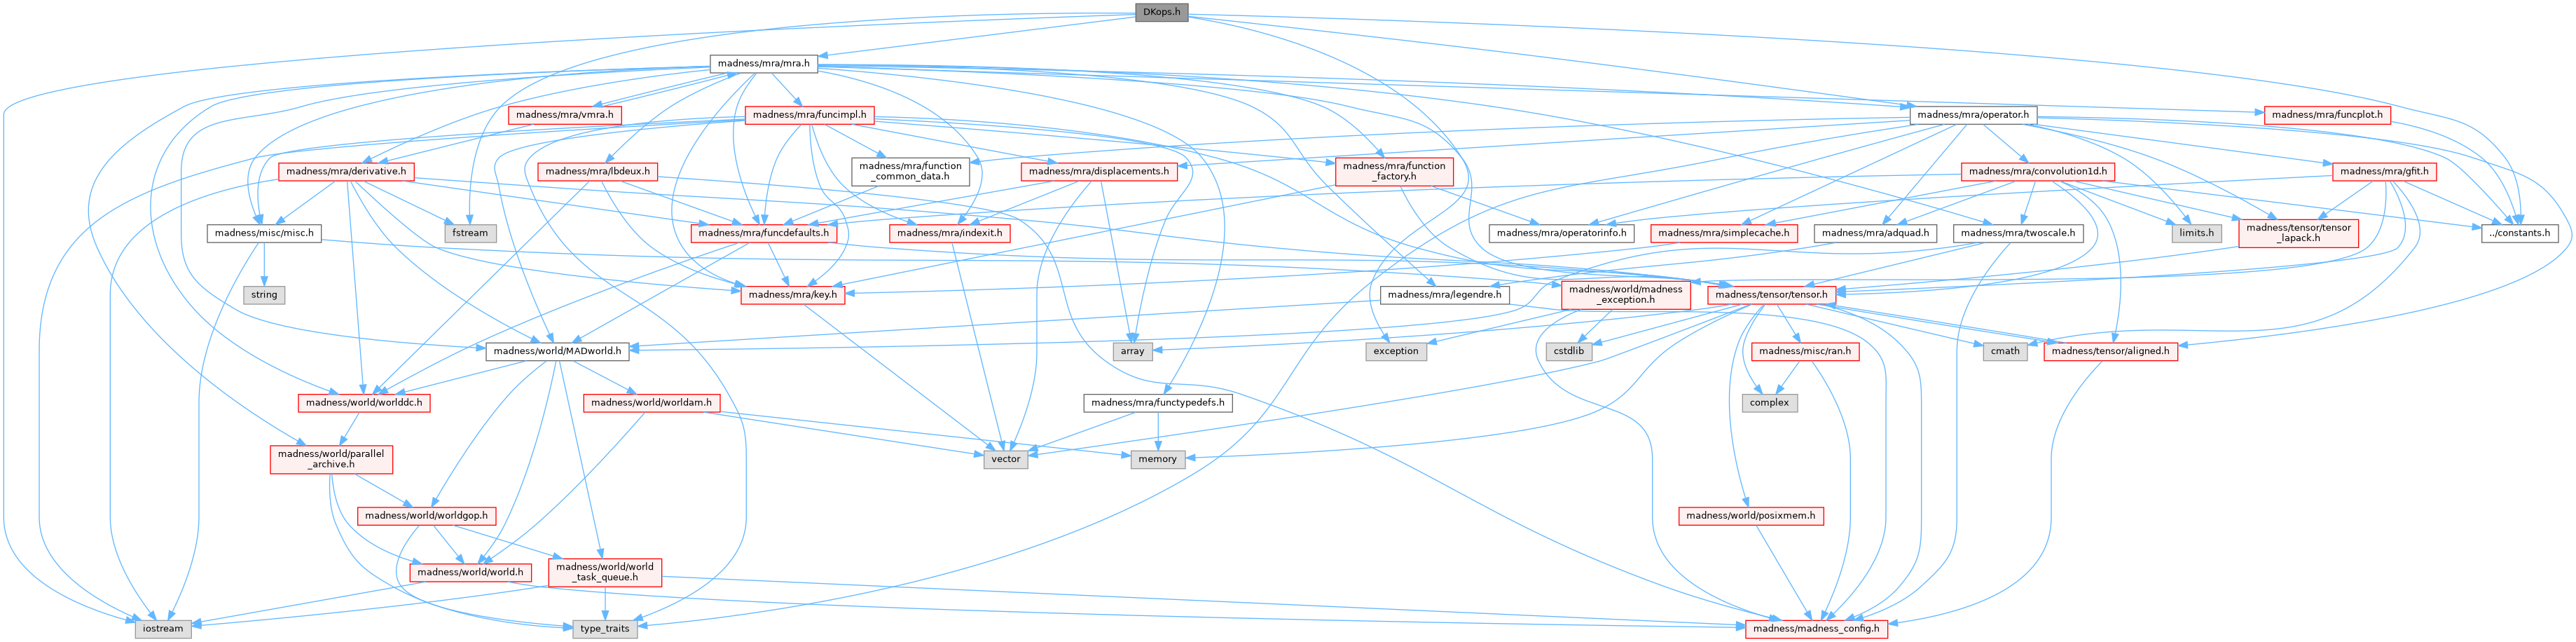 DKops.h
madness/mra/mra.h
madness/mra/vmra.h
madness/mra/funcimpl.h
madness/mra/operator.h
madness/mra/funcplot.h
madness/mra/derivative.h
madness/mra/lbdeux.h
madness/mra/function
_common_data.h
madness/mra/displacements.h
madness/mra/function
_factory.h
madness/mra/convolution1d.h
madness/mra/gfit.h
madness/misc/misc.h
fstream
madness/mra/funcdefaults.h
madness/mra/indexit.h
madness/mra/operatorinfo.h
madness/mra/simplecache.h
madness/mra/adquad.h
madness/mra/twoscale.h
limits.h
madness/tensor/tensor
_lapack.h
../constants.h
string
madness/mra/key.h
madness/mra/legendre.h
madness/world/madness
_exception.h
madness/tensor/tensor.h
madness/world/MADworld.h
array
exception
cstdlib
madness/misc/ran.h
cmath
madness/tensor/aligned.h
madness/world/worlddc.h
madness/world/worldam.h
madness/mra/functypedefs.h
complex
madness/world/parallel
_archive.h
vector
memory
madness/world/worldgop.h
madness/world/posixmem.h
madness/world/world.h
madness/world/world
_task_queue.h
iostream
type_traits
madness/madness_config.h